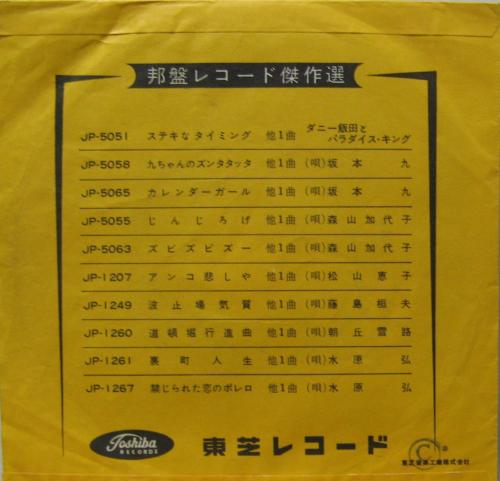 邦盤レコード傑作選
JP-5051 ステキなタイミング 他1曲 ダニー飯田と
パラダイス・キング
JP-5058 九ちゃんのズンタタッタ 他1曲 (唄)坂本九
JP-5065 カレンダーガール 他1曲 (唄)坂本九
JP-5055 じんじろげ 他1曲 (唄)森山加代子
JP-5063 ズビズビズー 他1曲 (唄)森山加代子
JP-1207 アンコ悲しや 他1曲 (唄)松山恵子
JP-1249 波止場気質 他1曲 (唄)藤島桓夫
JP-1260 道頓堀行進曲 他1曲 (唄)朝丘雪路
JP-1261 裏町人生 他1曲 (唄)水原弘
JP-1267 禁じられた恋のボレロ 他1曲 (唄)水原弘
Toshiba
RECORDS
東芝レコード
Ⓒ
東芝音楽工業株式会社